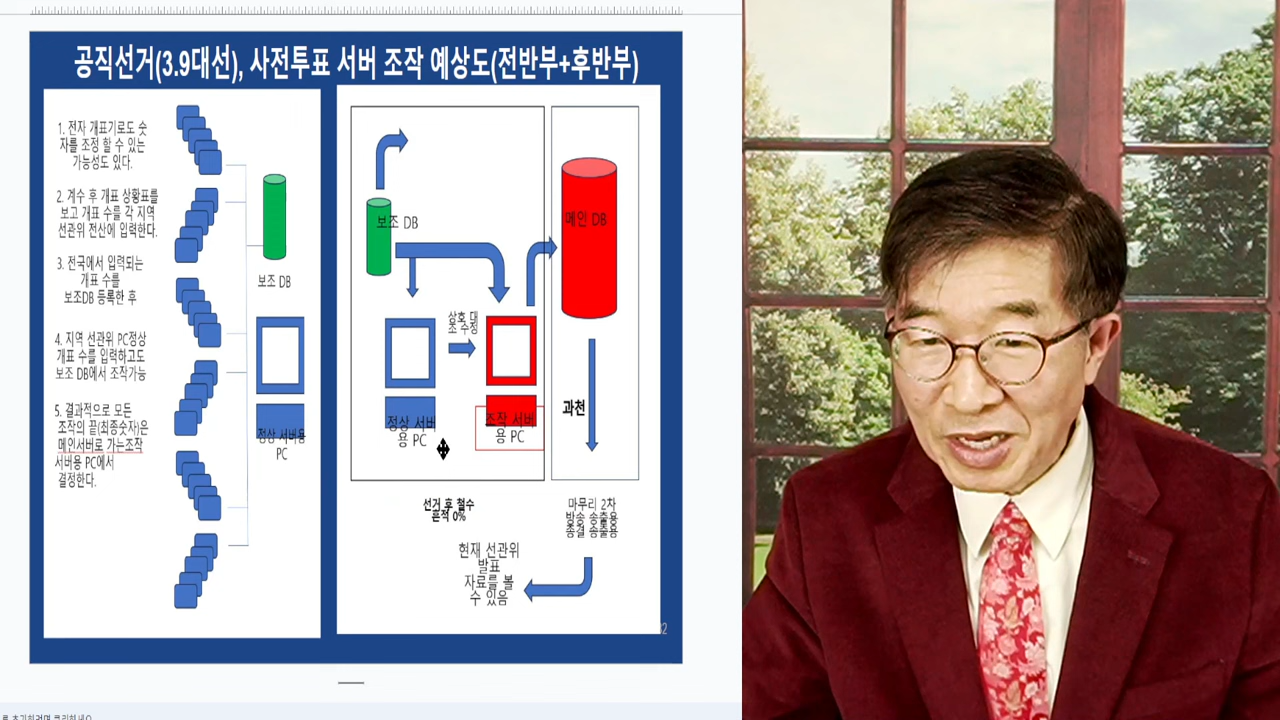 공직선거(3.9대선), 사전투표 서버 조작 예상도(전반부+후반부)
1. 전자 개표기로도 숫
자를 조정 할 수 있는
가능성도 있다.
2. 계수 후 개표 상황표를
보고 개표 수를 각 지역
선관위 전산에 입력한다.
3. 전국에서 입력되는
개표 수를
보조DB 등록한 후
4. 지역 선관위 PC정상
개표 수를 입력하고도
보조 DB에서 조작가능
5. 결과적으로 모든
조작의 끝(최종숫자)은
메인서버로 가는조작
서버용 PC에서
결정한다.
보조 DB
정상 서버용
PC
보조 DB
메인 DB
상호 대
조 수정
정상 서버
용 PC
조작 서버
용 PC
과천
선거 후 철수
흔적 0%
마무리 2차
방송 송출용
종결 송출용
현재 선관위
발표
자료를 볼
수 있음